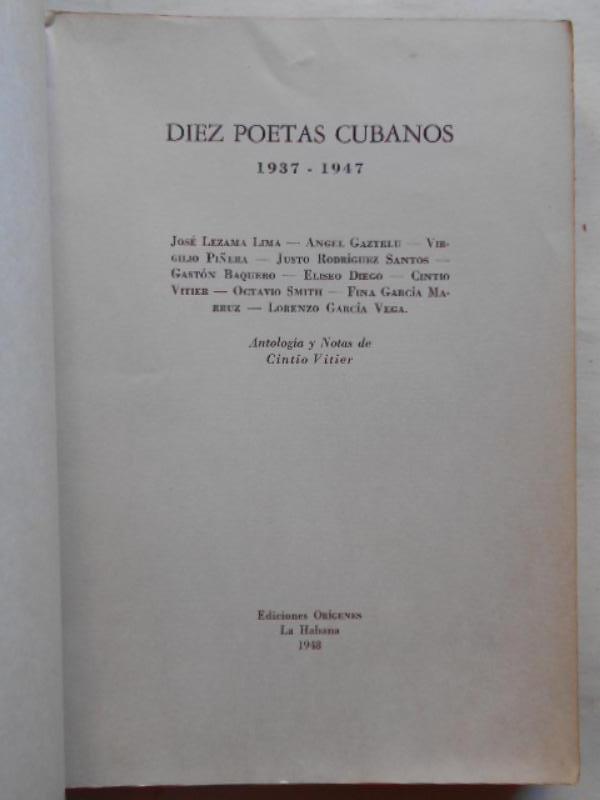 DIEZ POETAS CUBANOS
1937 - 1947
José Lezama Lima — Angel Gaztelu — Vir-
gilio Piñera — Justo Rodríguez Santos —
Gastón Baquero — Eliseo Diego — Cintio
Vitier — Octavio Smith — Fina García Ma-
rruz — Lorenzo García Vega.
Antología y Notas de
Cintio Vitier
Ediciones ORÍGENES
La Habana
1948